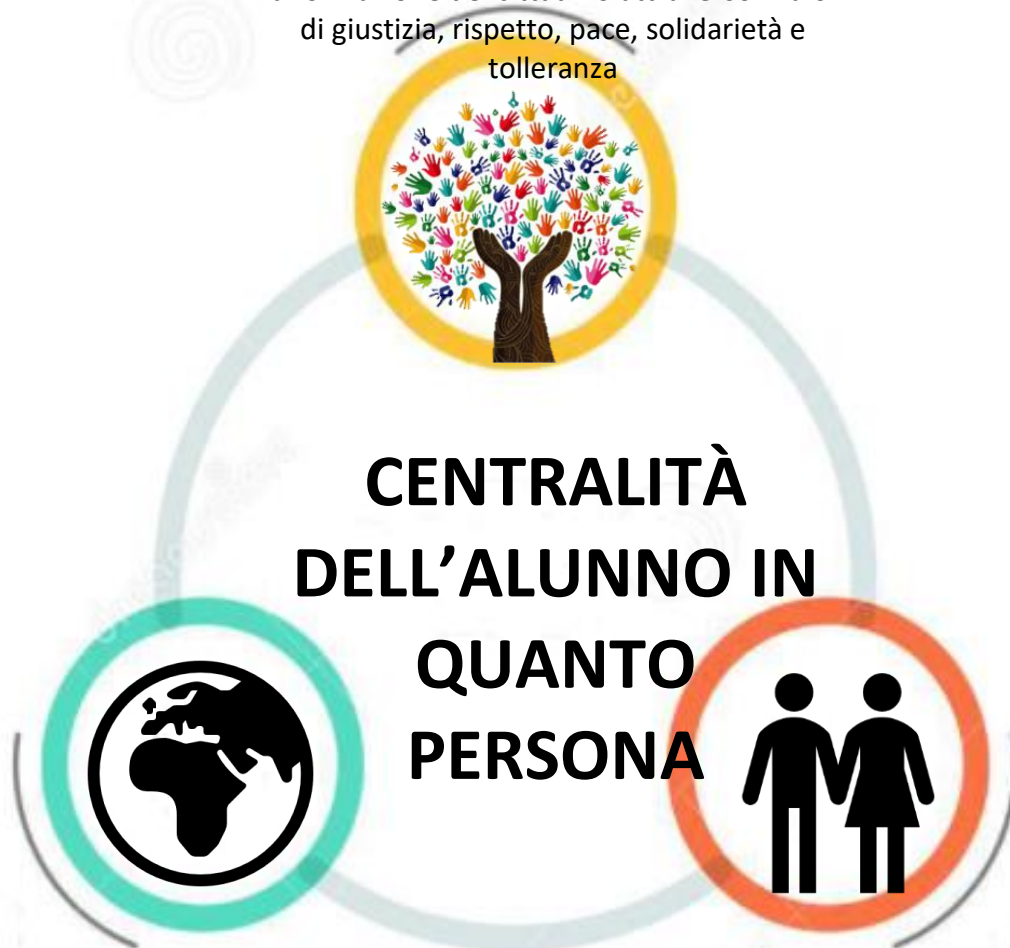 di giustizia, rispetto, pace, solidarietà e
tolleranza
CENTRALITÀ
DELL’ALUNNO IN
QUANTO
PERSONA